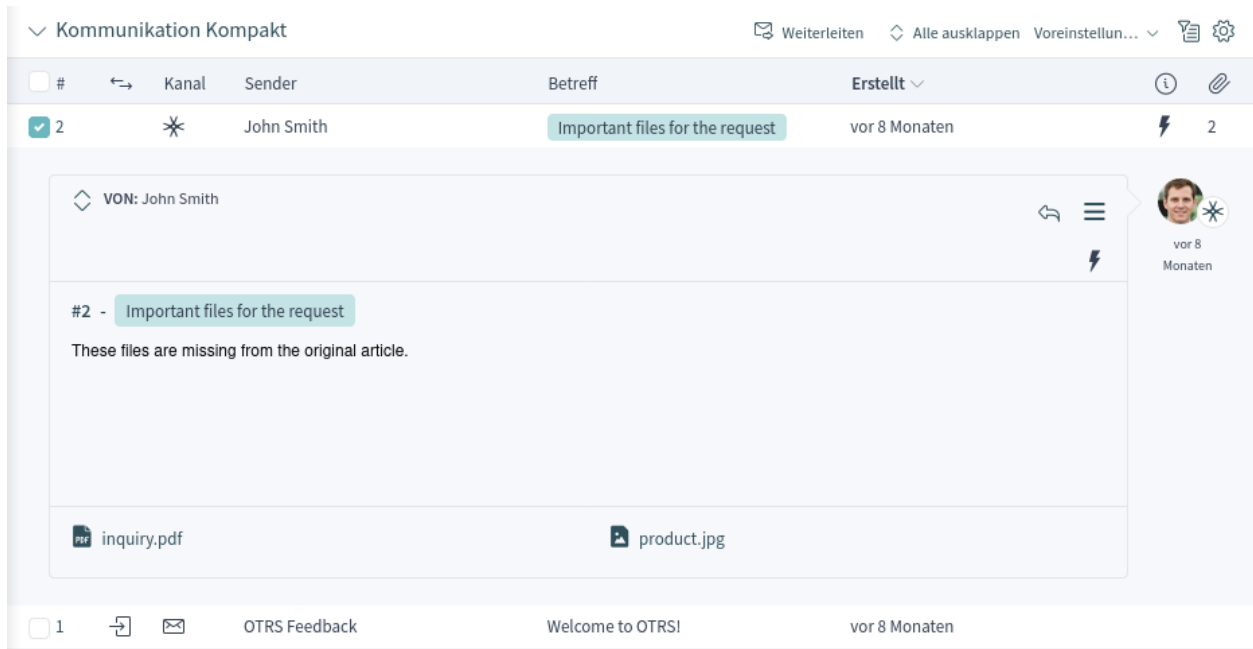 Kommunikation Kompakt Weiterleiten Alle ausklappen Voreinstellun...
# Kanal Sender Betreff Erstellt
2 John Smith Important files for the request vor 8 Monaten 2
VON: John Smith
vor 8
Monaten
#2 - Important files for the request
These files are missing from the original article.
PDF inquiry.pdf product.jpg
1 OTRS Feedback Welcome to OTRS! vor 8 Monaten